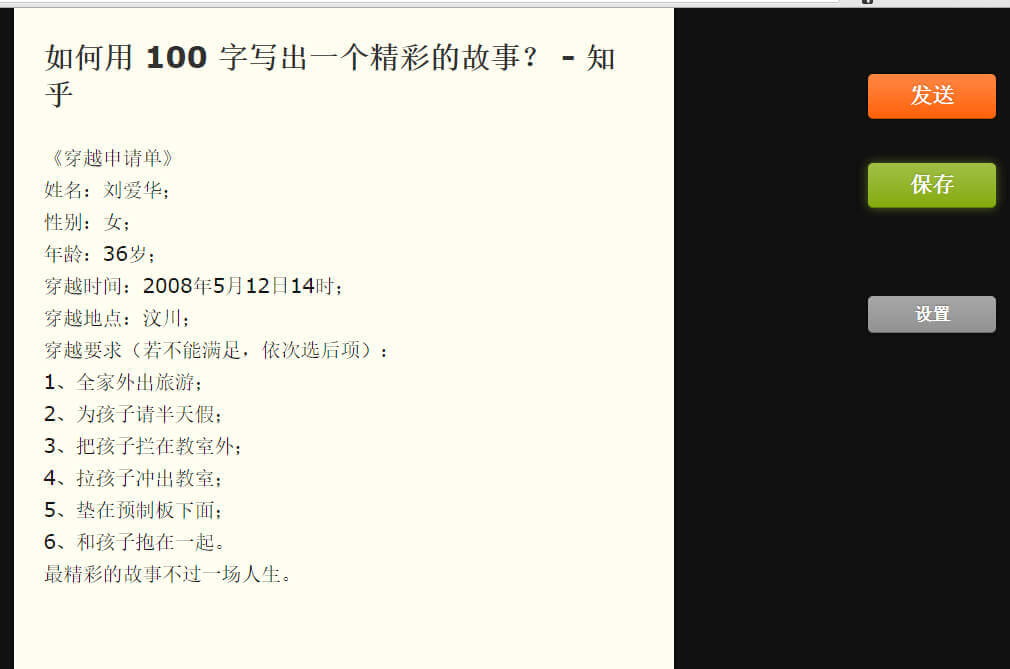 如何用 100 字写出一个精彩的故事？ - 知
乎
发送
《穿越申请单》
保存
姓名：刘爱华；
性别：女；
年龄：36岁；
穿越时间：2008年5月12日14时；
穿越地点：汶川；
设置
穿越要求（若不能满足，依次选后项）：
1、全家外出旅游；
2、为孩子请半天假；
3、把孩子拦在教室外；
4、拉孩子冲出教室；
5、垫在预制板下面；
6、和孩子抱在一起。
最精彩的故事不过一场人生。